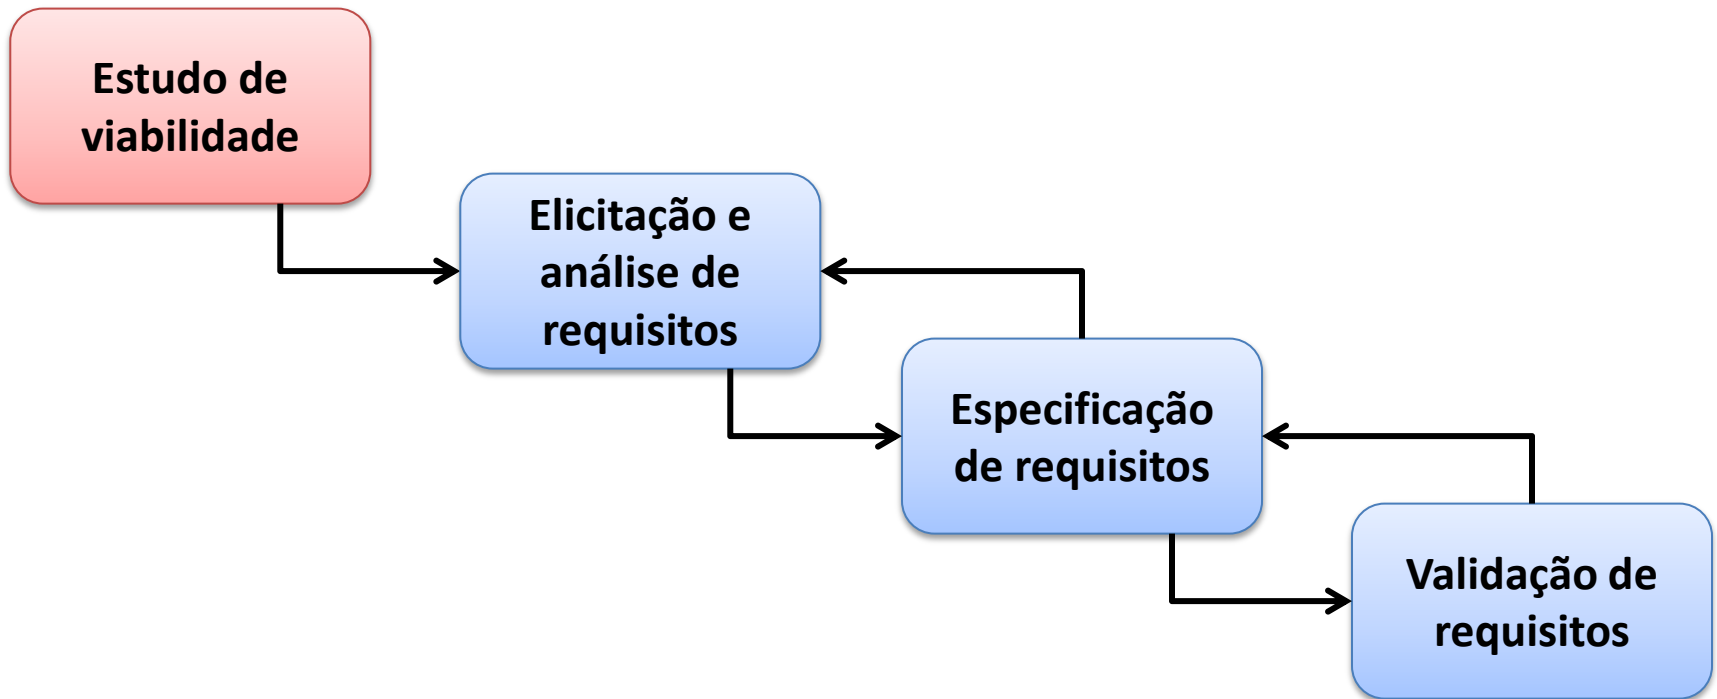 Estudo de
viabilidade
Elicitação e
análise de
requisitos
Especificação
de requisitos
Validação de
requisitos